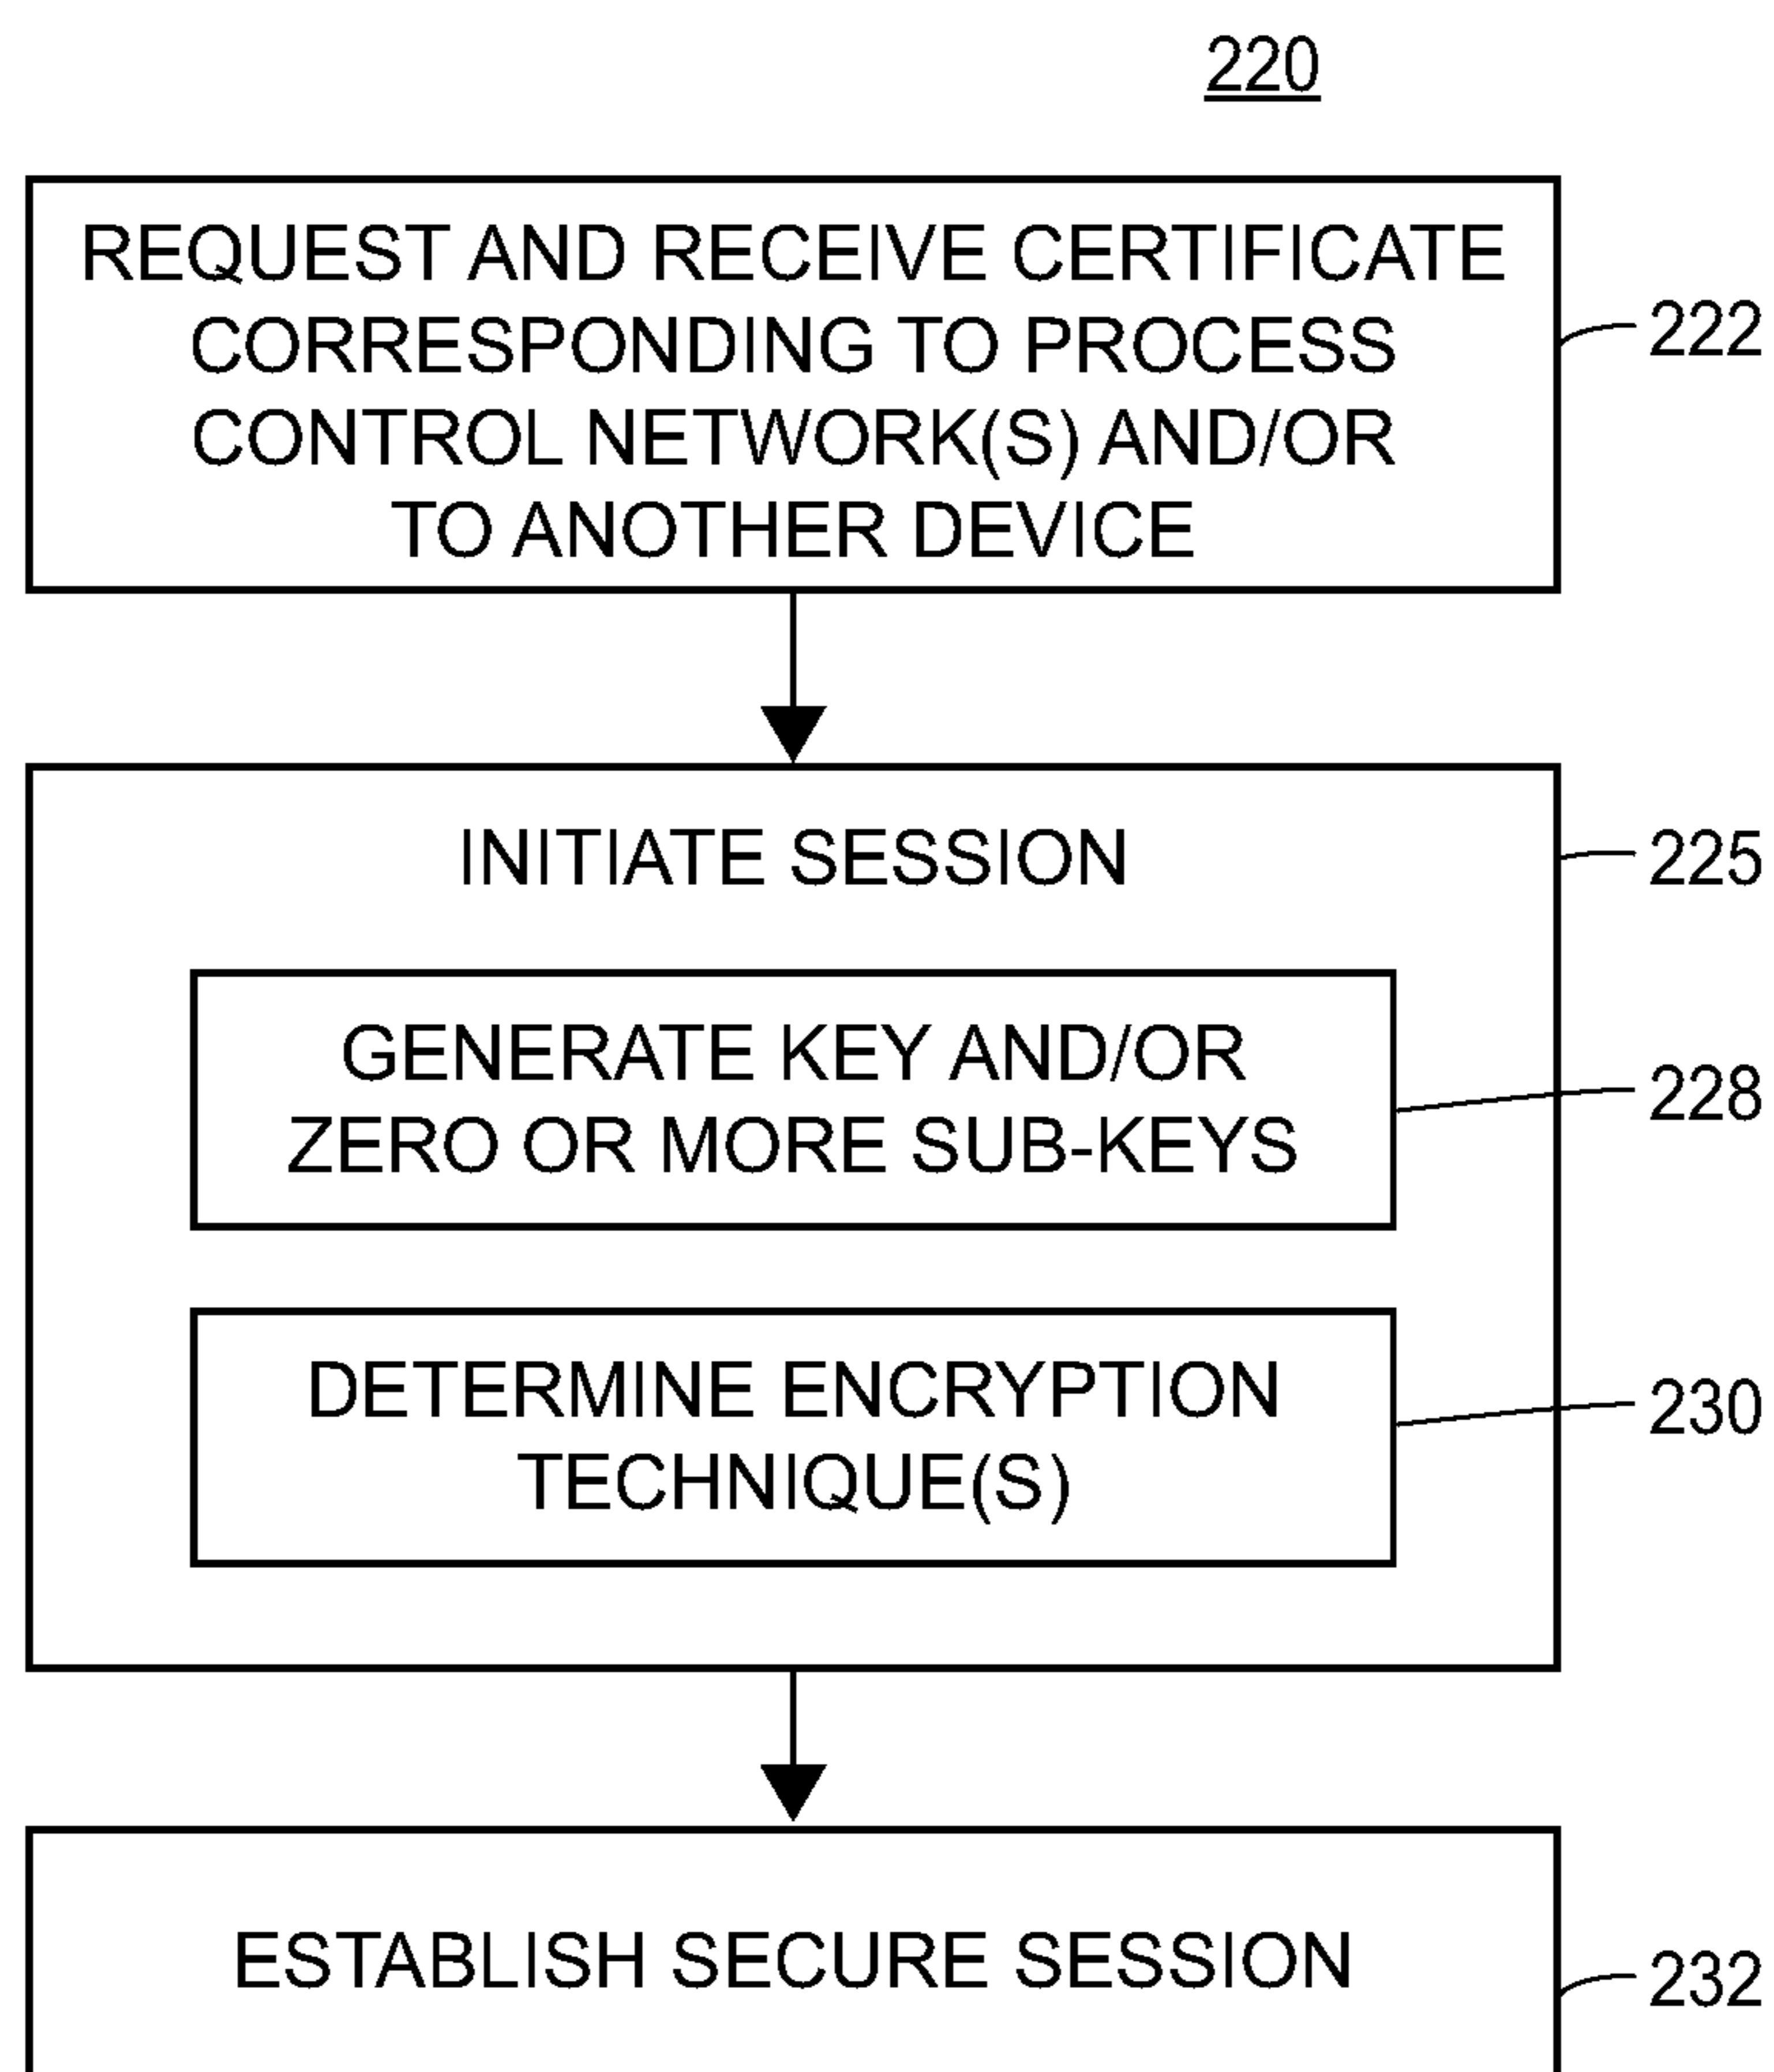 220
REQUEST AND RECEIVE CERTIFICATE
CORRESPONDING TO PROCESS
CONTROL NETWORK(S) AND/OR
TO ANOTHER DEVICE
222
INITIATE SESSION
225
GENERATE KEY AND/OR
ZERO OR MORE SUB-KEYS
228
DETERMINE ENCRYPTION
TECHNIQUE(S)
230
ESTABLISH SECURE SESSION
232